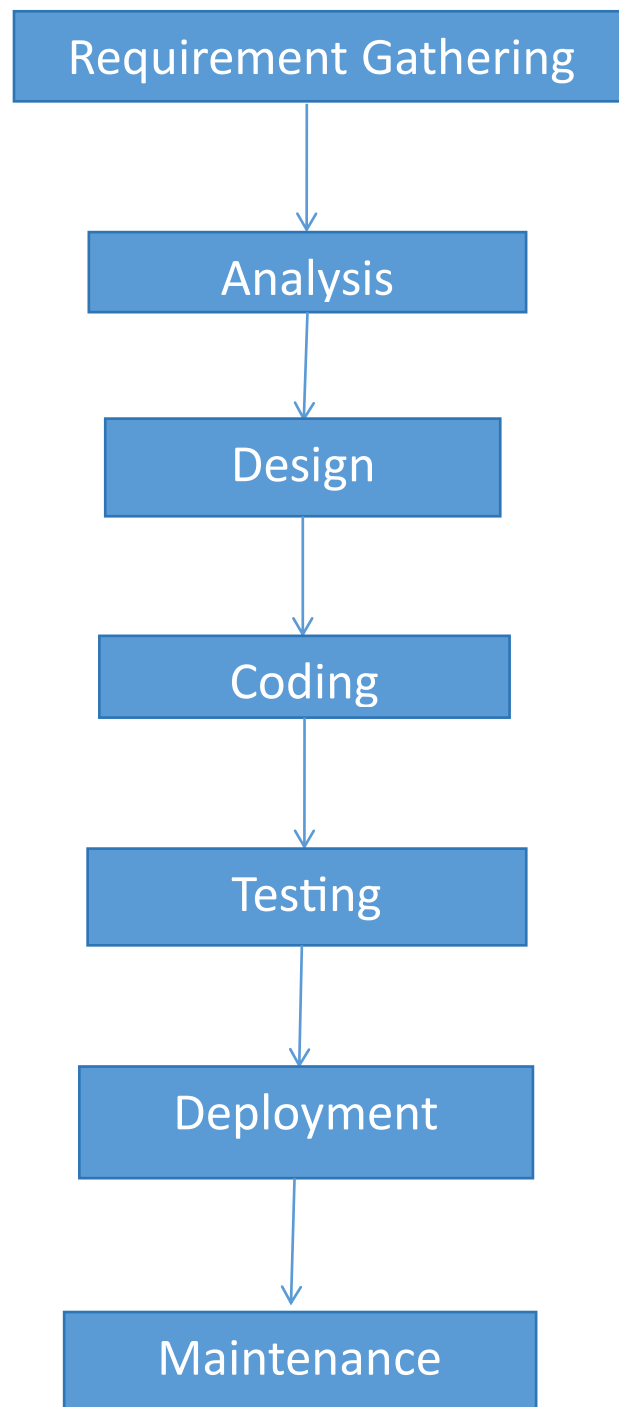 Requirement Gathering
Analysis
Design
Coding
Testing
Deployment
Maintenance